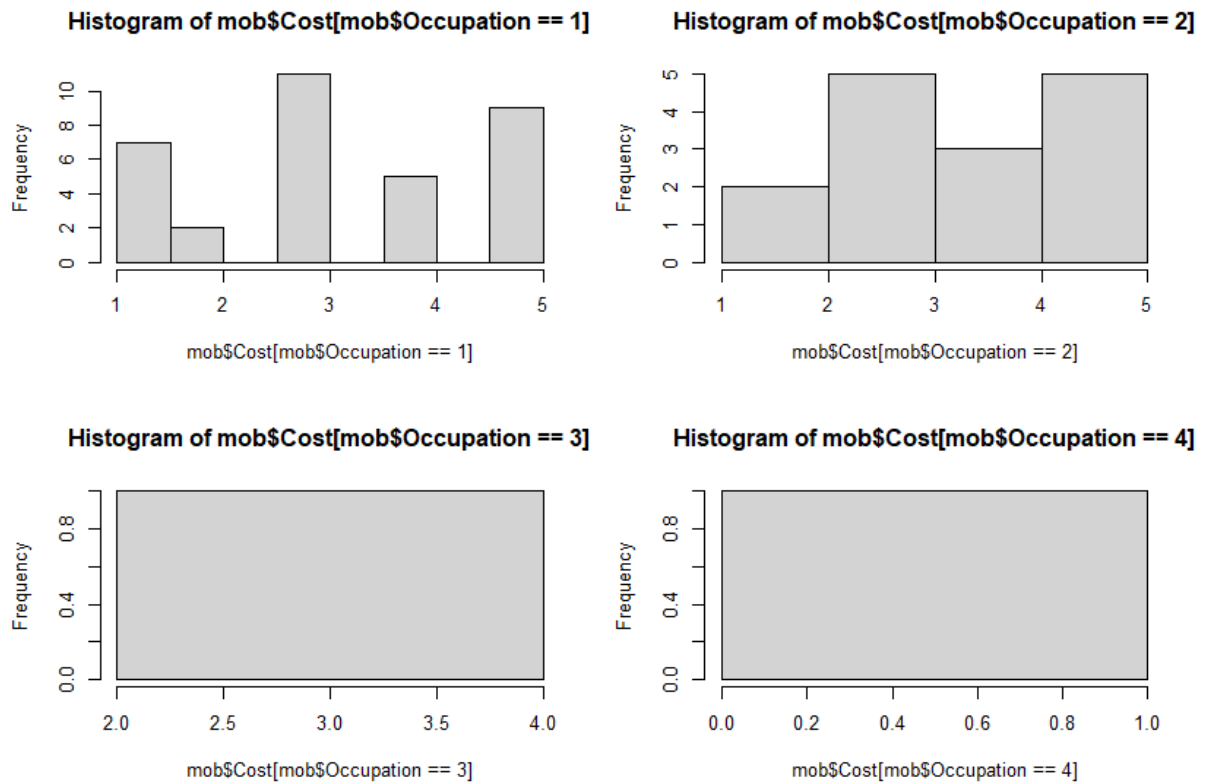 Histogram of mob$Cost[mob$Occupation == 1]
Frequency
0 2 4 6 8 10
1 2 3 4 5
mob$Cost[mob$Occupation == 1]
Histogram of mob$Cost[mob$Occupation == 2]
Frequency
0 1 2 3 4 5
1 2 3 4 5
mob$Cost[mob$Occupation == 2]
Histogram of mob$Cost[mob$Occupation == 3]
Frequency
0.0 0.4 0.8
2.0 2.5 3.0 3.5 4.0
mob$Cost[mob$Occupation == 3]
Histogram of mob$Cost[mob$Occupation == 4]
Frequency
0.0 0.4 0.8
0.0 0.2 0.4 0.6 0.8 1.0
mob$Cost[mob$Occupation == 4]